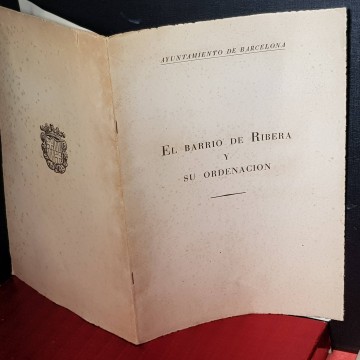 AYUNTAMIENTO DE BARCELONA
EL BARRIO DE RIBERA
Y
SU ORDENACION